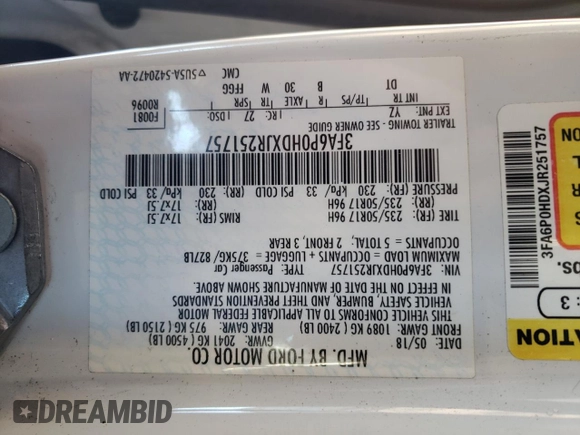 MFD. BY FORD MOTOR CO.
05/18
GVWR: 2041 KG (4500 LB)
FRONT GAWR: 1089 KG (2400 LB)
REAR GAWR: 975 KG (2150 LB)
THIS VEHICLE CONFORMS TO ALL APPLICABLE FEDERAL MOTOR
VEHICLE SAFETY, BUMPER, AND THEFT PREVENTION STANDARDS
IN EFFECT ON THE DATE OF MANUFACTURE SHOWN ABOVE.
VIN: 3FA6P0HDXJR251757
TYPE: Passenger Car
MAXIMUM LOAD = OCCUPANTS + LUGGAGE = 375KG / 827LB
OCCUPANTS = 5 TOTAL: 2 FRONT, 3 REAR
TIRE
RIMS
(FR): 235/50R17 96H
17x7.5J
(RR): 235/50R17 96H
17x7.5J
PRESSURE (FR): 230 kPa/ 33 PSI COLD
(RR): 230 kPa/ 33 PSI COLD
3FA6P0HDXJR251757
TRAILER TOWING - SEE OWNER GUIDE
EXT PNT: YZ
RC: 27
DSO:
F0081
R0096
INT TR
TP/PS
AXLE
TR
SPR
DT
B
30
W
FFGG
CMC
▽5U5A-5420472-AA
3FA6P0HDXJR251757
DS.
: 3
ATION
DREAMBID